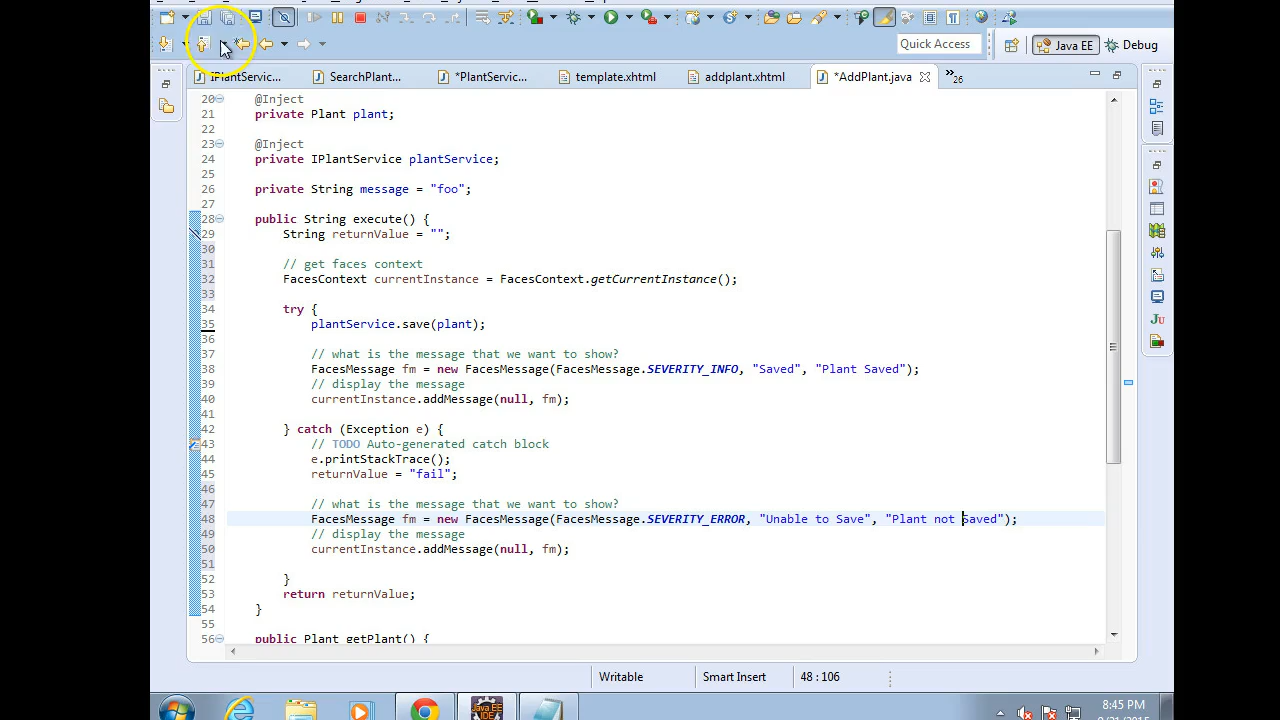 Quick Access
Java EE
Debug
IPlantServic...
SearchPlant...
*PlantServic...
template.xhtml
addplant.xhtml
*AddPlant.java
»26
20 @Inject
21 private Plant plant;
22
23 @Inject
24 private IPlantService plantService;
25
26 private String message = "foo";
27
28 public String execute() {
29 String returnValue = "";
30
31 // get faces context
32 FacesContext currentInstance = FacesContext.getCurrentInstance();
33
34 try {
35 plantService.save(plant);
36
37 // what is the message that we want to show?
38 FacesMessage fm = new FacesMessage(FacesMessage.SEVERITY_INFO, "Saved", "Plant Saved");
39 // display the message
40 currentInstance.addMessage(null, fm);
41
42 } catch (Exception e) {
43 // TODO Auto-generated catch block
44 e.printStackTrace();
45 returnValue = "fail";
46
47 // what is the message that we want to show?
48 FacesMessage fm = new FacesMessage(FacesMessage.SEVERITY_ERROR, "Unable to Save", "Plant not Saved");
49 // display the message
50 currentInstance.addMessage(null, fm);
51
52 }
53 return returnValue;
54 }
55
56 public Plant getPlant() {
Writable
Smart Insert
48 : 106
Java EE
IDE
8:45 PM